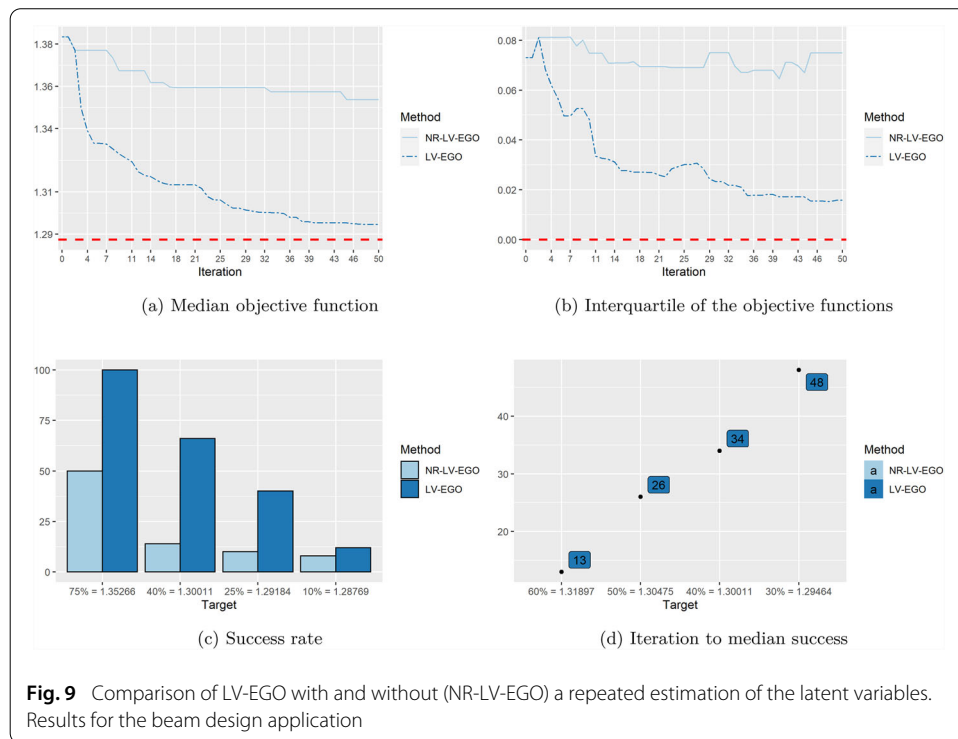 1.38
1.36
1.34
1.31
1.29
0 4 7 11 14 18 21 25 29 32 36 39 43 46 50
Iteration
Method
NR-LV-EGO
LV-EGO
(a) Median objective function
0.08
0.06
0.04
0.02
0.00
0 4 7 11 14 18 21 25 29 32 36 39 43 46 50
Iteration
Method
NR-LV-EGO
LV-EGO
(b) Interquartile of the objective functions
100
75
50
25
0
75% = 1.35266 40% = 1.30011 25% = 1.29184 10% = 1.28769
Target
Method
NR-LV-EGO
LV-EGO
(c) Success rate
40
30
20
13
26
34
48
60% = 1.31897 50% = 1.30475 40% = 1.30011 30% = 1.29464
Target
Method
a NR-LV-EGO
a LV-EGO
(d) Iteration to median success
Fig. 9 Comparison of LV-EGO with and without (NR-LV-EGO) a repeated estimation of the latent variables.
Results for the beam design application